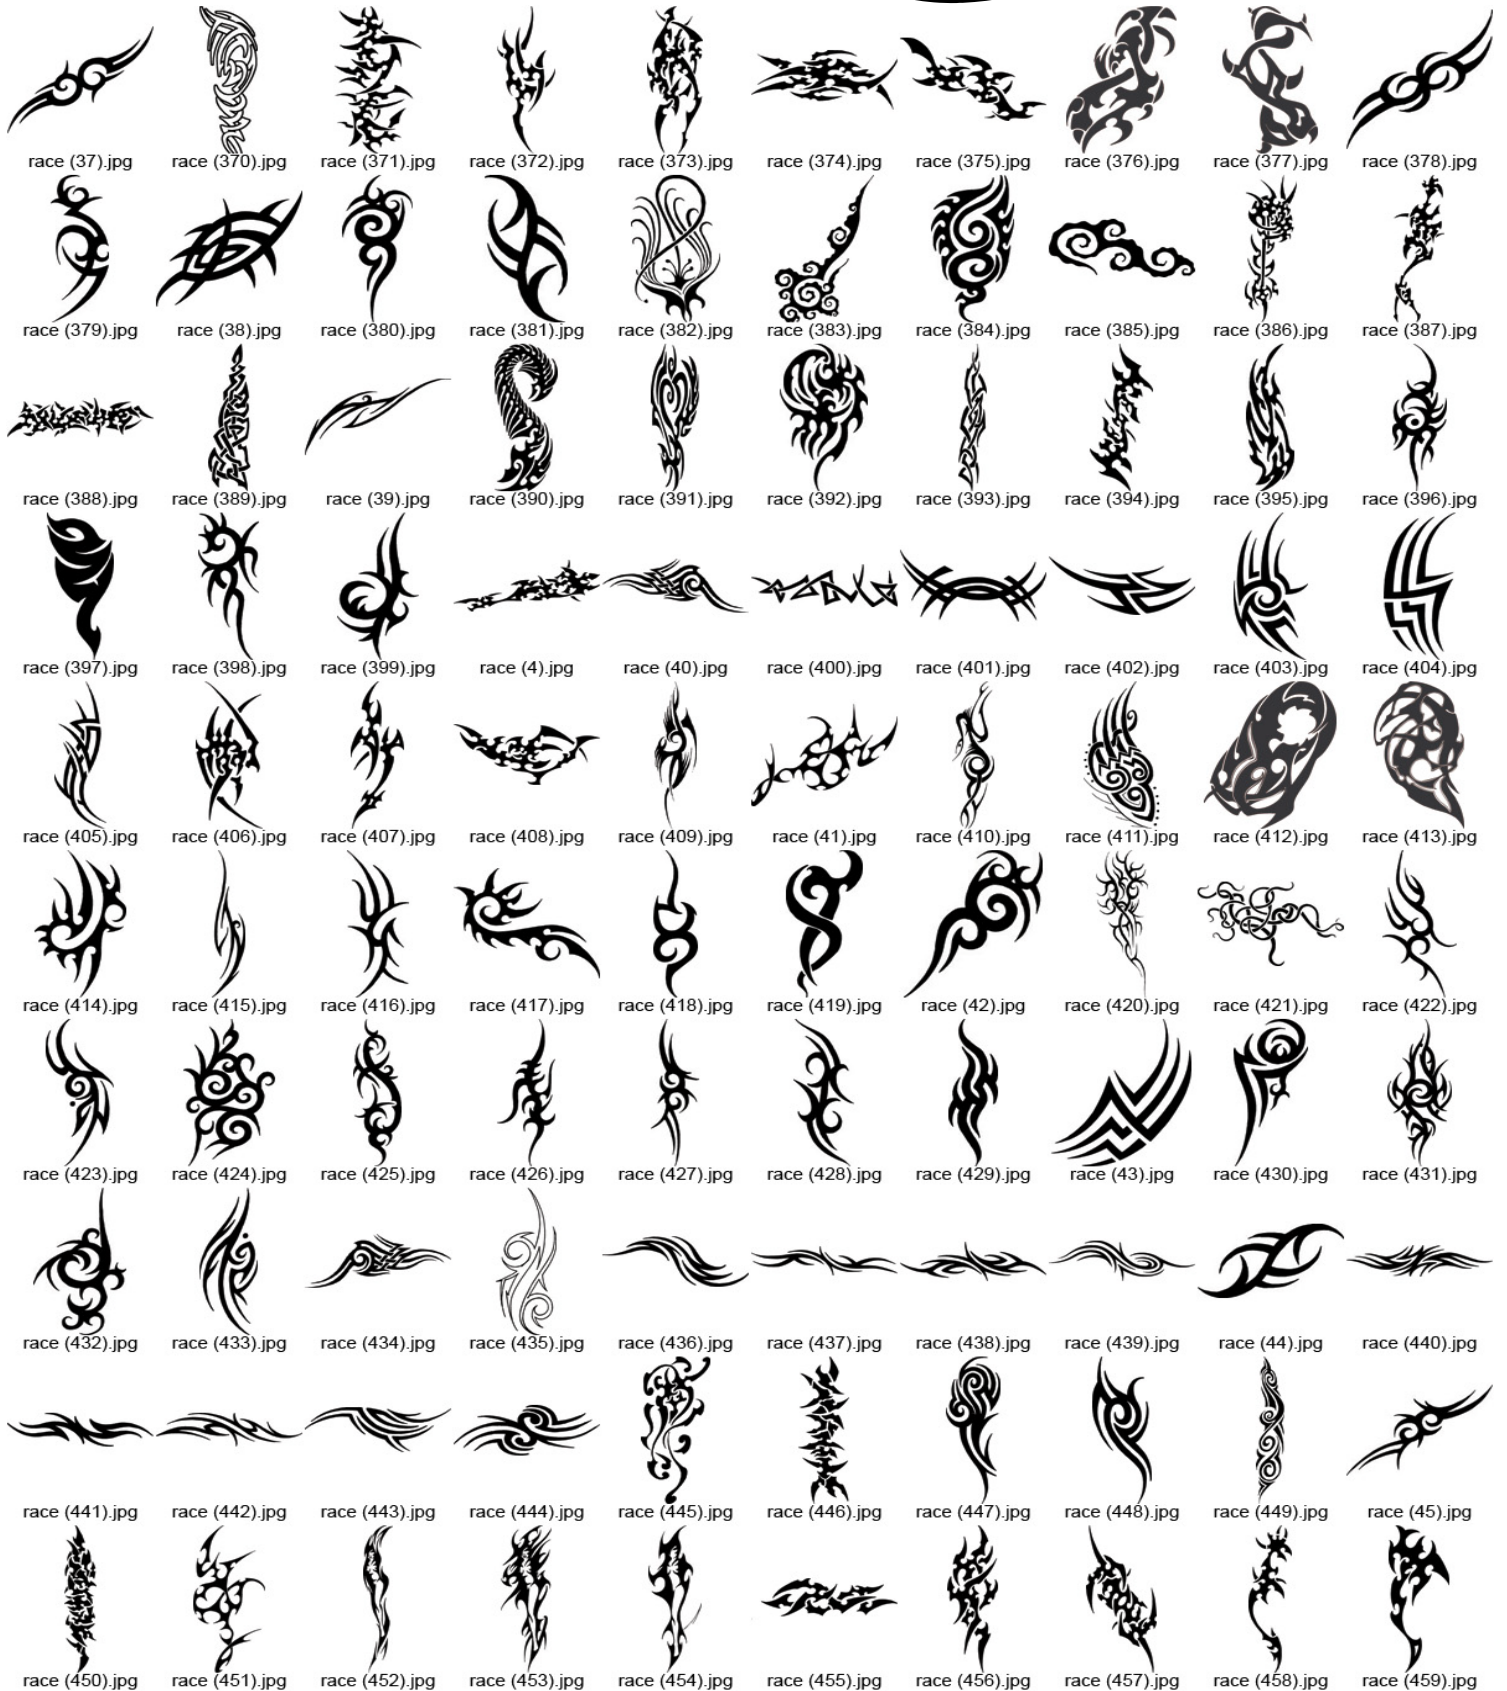 race (37).jpg race (370).jpg race (371).jpg race (372).jpg race (373).jpg race (374).jpg race (375).jpg race (376).jpg race (377).jpg race (378).jpg
race (379).jpg race (38).jpg race (380).jpg race (381).jpg race (382).jpg race (383).jpg race (384).jpg race (385).jpg race (386).jpg race (387).jpg
race (388).jpg race (389).jpg race (39).jpg race (390).jpg race (391).jpg race (392).jpg race (393).jpg race (394).jpg race (395).jpg race (396).jpg
race (397).jpg race (398).jpg race (399).jpg race (4).jpg race (40).jpg race (400).jpg race (401).jpg race (402).jpg race (403).jpg race (404).jpg
race (405).jpg race (406).jpg race (407).jpg race (408).jpg race (409).jpg race (41).jpg race (410).jpg race (411).jpg race (412).jpg race (413).jpg
race (414).jpg race (415).jpg race (416).jpg race (417).jpg race (418).jpg race (419).jpg race (42).jpg race (420).jpg race (421).jpg race (422).jpg
race (423).jpg race (424).jpg race (425).jpg race (426).jpg race (427).jpg race (428).jpg race (429).jpg race (43).jpg race (430).jpg race (431).jpg
race (432).jpg race (433).jpg race (434).jpg race (435).jpg race (436).jpg race (437).jpg race (438).jpg race (439).jpg race (44).jpg race (440).jpg
race (441).jpg race (442).jpg race (443).jpg race (444).jpg race (445).jpg race (446).jpg race (447).jpg race (448).jpg race (449).jpg race (45).jpg
race (450).jpg race (451).jpg race (452).jpg race (453).jpg race (454).jpg race (455).jpg race (456).jpg race (457).jpg race (458).jpg race (459).jpg